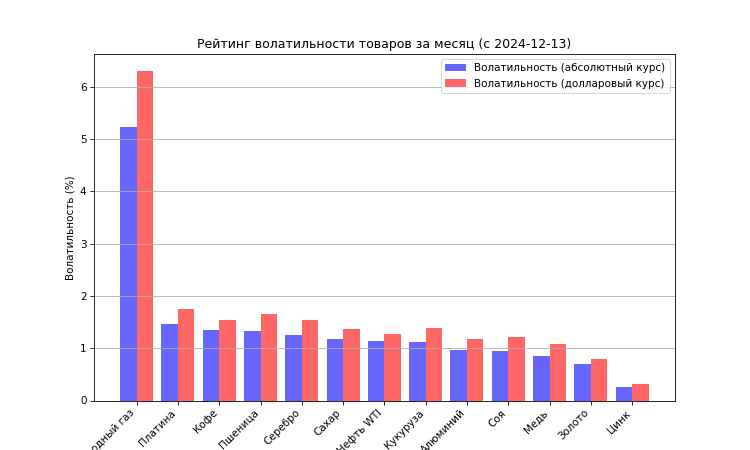 Рейтинг волатильности товаров за месяц (с 2024-12-13)
Волатильность (абсолютный курс)
Волатильность (долларовый курс)
Волатильность (%)
6
5
4
3
2
1
0
одный газ
Платина
Кофе
Пшеница
Серебро
Сахар
Нефть WTI
Кукуруза
Алюминий
Соя
Медь
Золото
Цинк